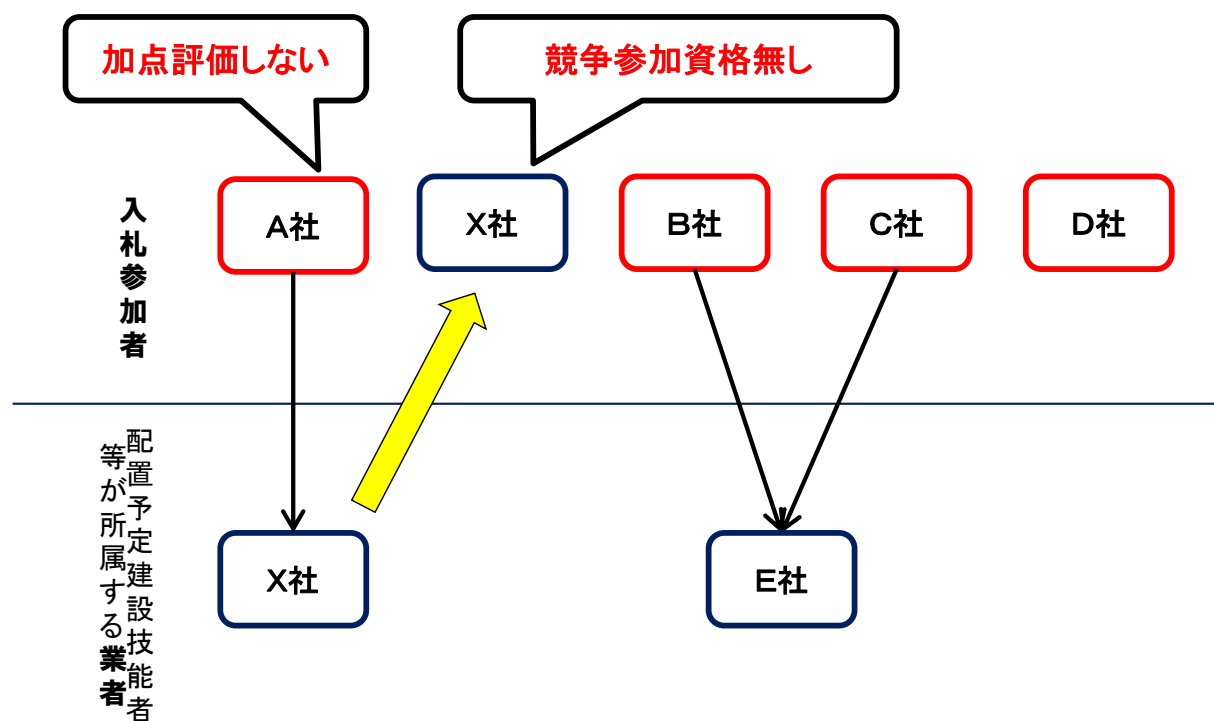 加点評価しない
競争参加資格無し
入札参加者
A社
X社
B社
C社
D社
配置予定建設技能者
等が所属する業者
X社
E社